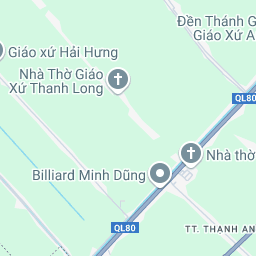 Đền Thánh G
Giáo Xứ A
Giáo xứ Hải Hưng
Nhà Thờ Giáo
Xứ Thanh Long
QL80
Nhà thờ
Billiard Minh Dũng
QL80
TT. THẠNH AN